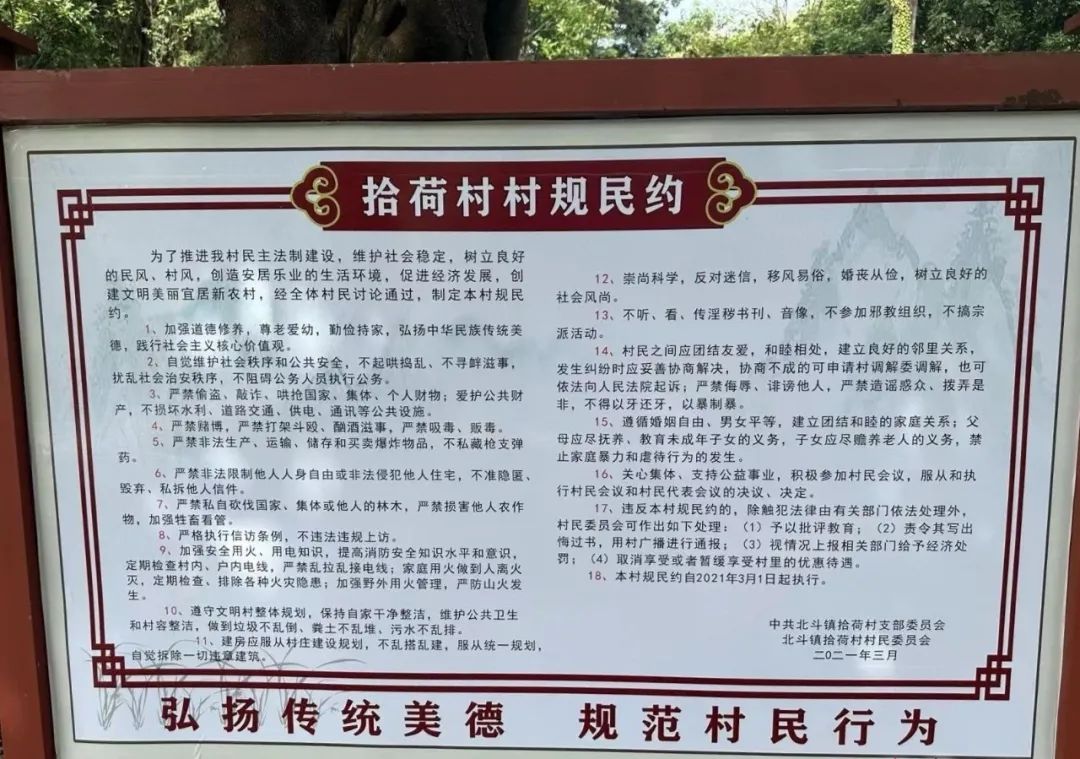 拾荷村村规民约
为了推进我村民主法制建设，维护社会稳定，树立良好
的民风、村风，创造安居乐业的生活环境，促进经济发展，创
建文明美丽宜居新农村，经全体村民讨论通过，制定本村规民
约。
1、加强道德修养，尊老爱幼，勤俭持家，弘扬中华民族传统美
德，践行社会主义核心价值观。
2、自觉维护社会秩序和公共安全，不起哄捣乱、不寻衅滋事，
扰乱社会治安秩序，不阻碍公务人员执行公务。
3、严禁偷盗、敲诈、哄抢国家、集体、个人财物；爱护公共财
产，不损坏水利、道路交通、供电、通讯等公共设施。
4、严禁赌博，严禁打架斗殴、酗酒滋事，严禁吸毒、贩毒。
5、严禁非法生产、运输、储存和买卖爆炸物品，不私藏枪支弹
药。
6、严禁非法限制他人人身自由或非法侵犯他人住宅，不准隐匿、
毁弃、私拆他人信件。
7、严禁私自砍伐国家、集体或他人的林木，严禁损害他人农作
物，加强牲畜看管。
8、严格执行信访条例，不违法违规上访。
9、加强安全用火、用电知识，提高消防安全知识水平和意识，
定期检查村内、户内电线，严禁乱拉乱接电线；家庭用火做到人离火
灭，定期检查、排除各种火灾隐患；加强野外用火管理，严防山火发
生。
10、遵守文明村整体规划，保持自家干净整洁，维护公共卫生
和村容整洁，做到垃圾不乱倒、粪土不乱堆、污水不乱排。
11、建房应服从村庄建设规划，不乱搭乱建，服从统一规划，
自觉拆除一切违章建筑。
12、崇尚科学，反对迷信，移风易俗，婚丧从俭，树立良好的
社会风尚。
13、不听、看、传淫秽书刊、音像，不参加邪教组织，不搞宗
派活动。
14、村民之间应团结友爱，和睦相处，建立良好的邻里关系，
发生纠纷时应妥善协商解决，协商不成的可申请村调解委调解，也可
依法向人民法院起诉；严禁侮辱、诽谤他人，严禁造谣惑众、拨弄是
非，不得以牙还牙，以暴制暴。
15、遵循婚姻自由、男女平等，建立团结和睦的家庭关系；父
母应尽抚养、教育未成年子女的义务，子女应尽赡养老人的义务，禁
止家庭暴力和虐待行为的发生。
16、关心集体、支持公益事业，积极参加村民会议，服从和执
行村民会议和村民代表会议的决议、决定。
17、违反本村规民约的，除触犯法律由有关部门依法处理外，
村民委员会可作出如下处理：（1）予以批评教育；（2）责令其写出
悔过书，用村广播进行通报；（3）视情况上报相关部门给予经济处
罚；（4）取消享受或者暂缓享受村里的优惠待遇。
18、本村规民约自2021年3月1日起执行。
中共北斗镇拾荷村支部委员会
北斗镇拾荷村村民委员会
二〇二一年三月
弘扬传统美德 规范村民行为